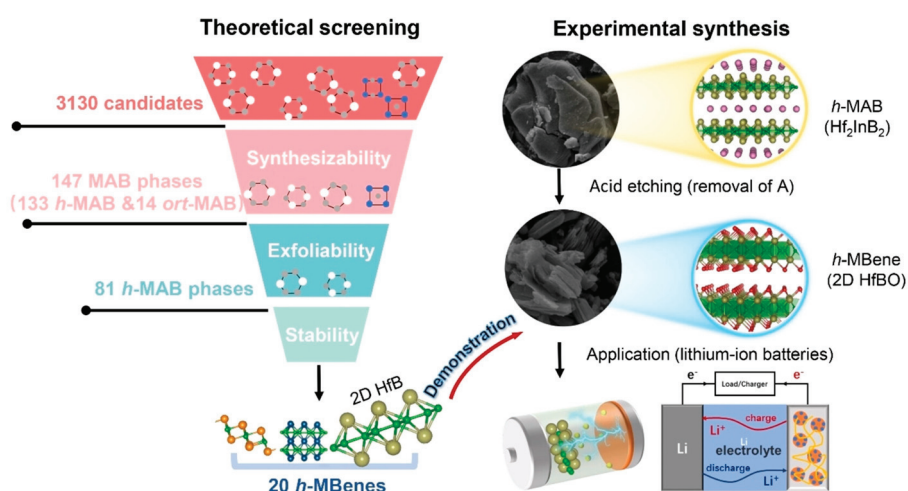 Theoretical screening
3130 candidates
Synthesizability
147 MAB phases
(133 h-MAB &14 ort-MAB)
Exfoliability
81 h-MAB phases
Stability
2D HfB
20 h-MBenes
Demonstration
Experimental synthesis
h-MAB
(Hf₂InB₂)
Acid etching (removal of A)
h-MBene
(2D HfBO)
Application (lithium-ion batteries)
e⁻ Load/Charger e⁻
charge
Li⁺
Li
Li
electrolyte
discharge
Li⁺